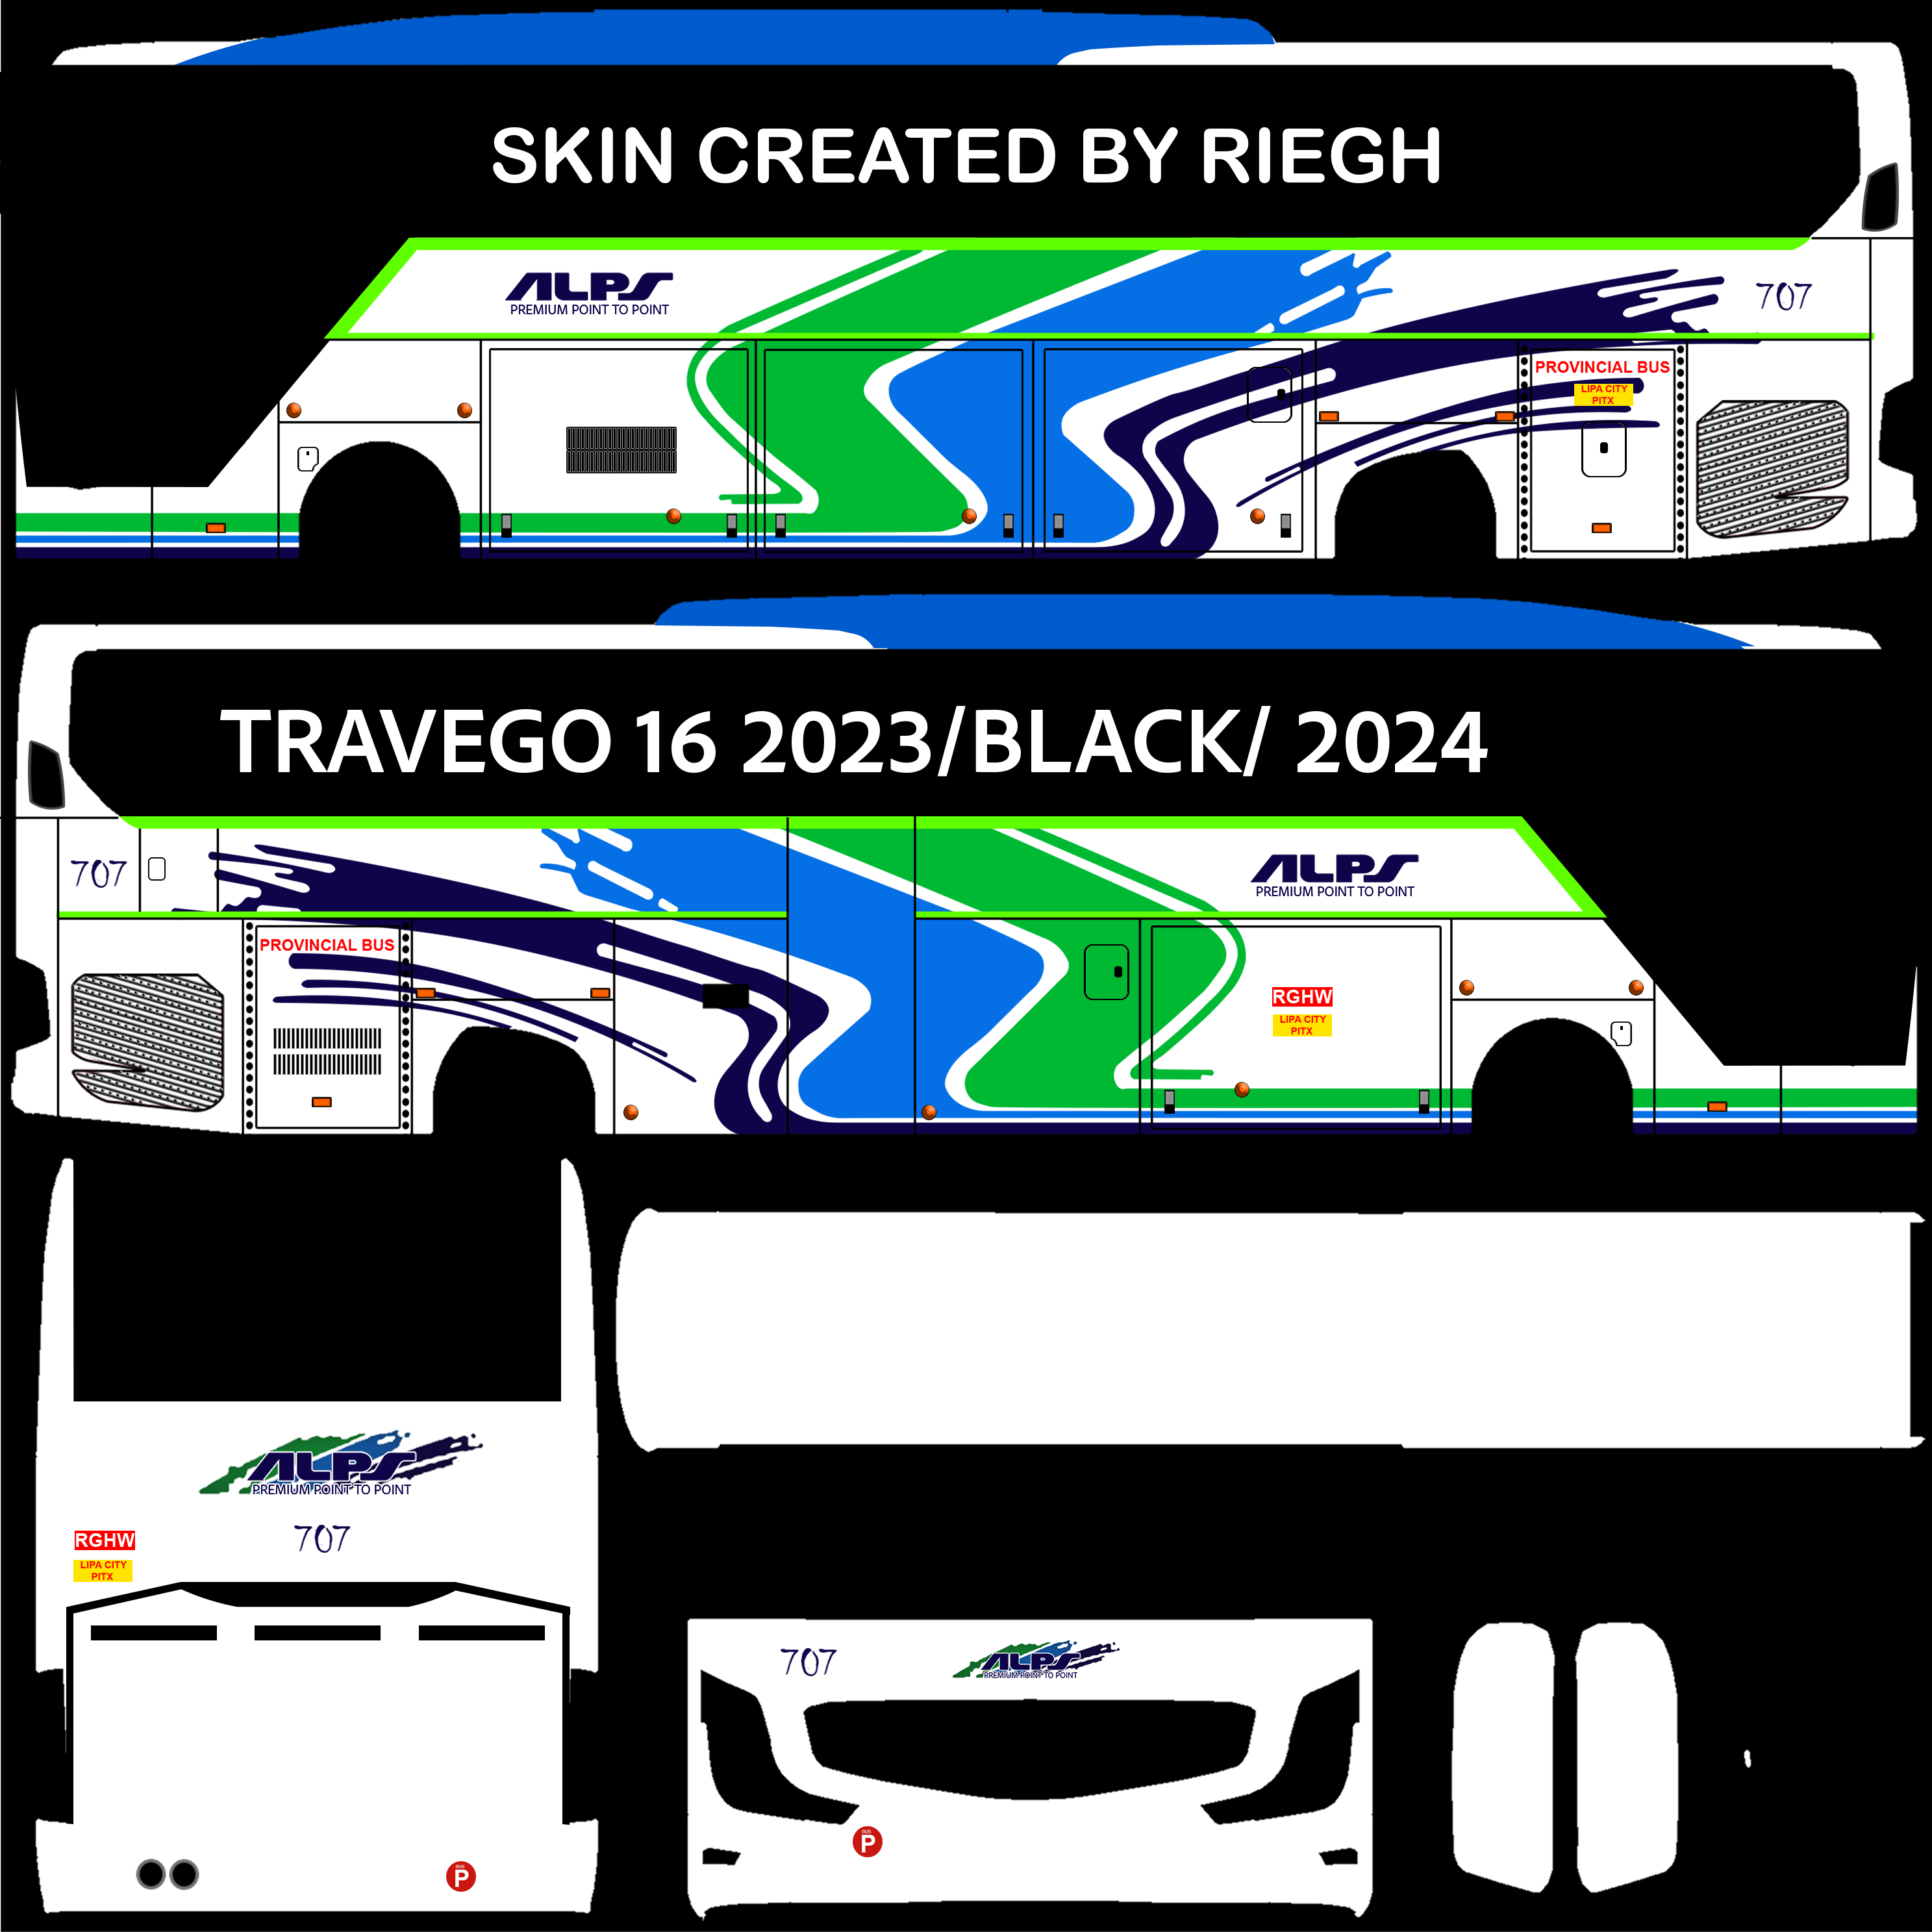 SKIN CREATED BY RIEGH
ALPS
PREMIUM POINT TO POINT
707
PROVINCIAL BUS
LIPA CITY
PITX
TRAVEGO 16 2023//BLACK/ 2024
707
ALPS
PREMIUM POINT TO POINT
PROVINCIAL BUS
RGHW
LIPA CITY
PITX
ALPS
PREMIUM POINT TO POINT
707
RGHW
LIPA CITY
PITX
707
ALPS
PREMIUM POINT TO POINT
BUS
P
BUS
P